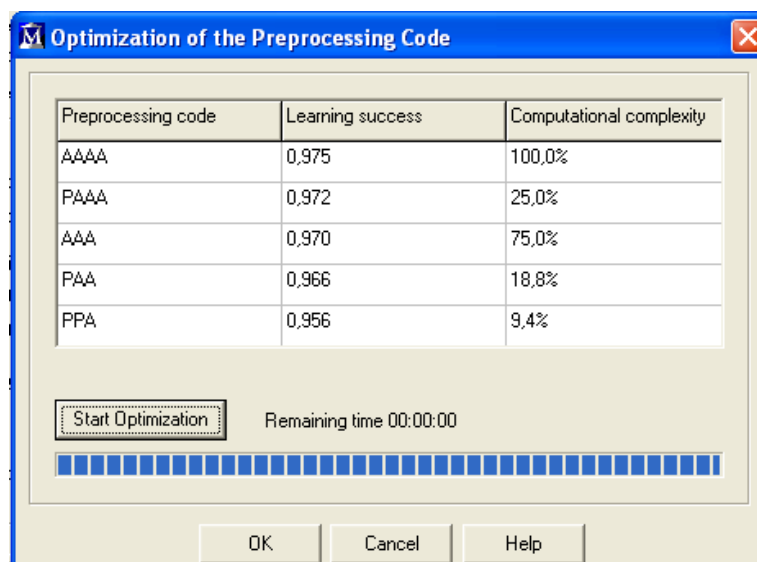 Optimization of the Preprocessing Code
Preprocessing code Learning success Computational complexity
AAAA 0,975 100,0%
PAAA 0,972 25,0%
AAA 0,970 75,0%
PAA 0,966 18,8%
PPA 0,956 9,4%
Start Optimization Remaining time 00:00:00
OK Cancel Help